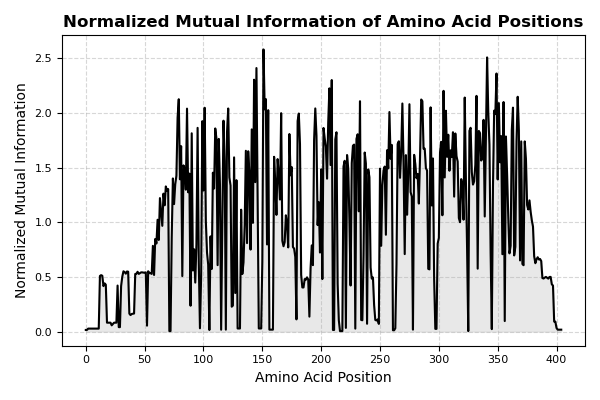 Normalized Mutual Information of Amino Acid Positions
Normalized Mutual Information
2.5
2.0
1.5
1.0
0.5
0.0
0 50 100 150 200 250 300 350 400
Amino Acid Position